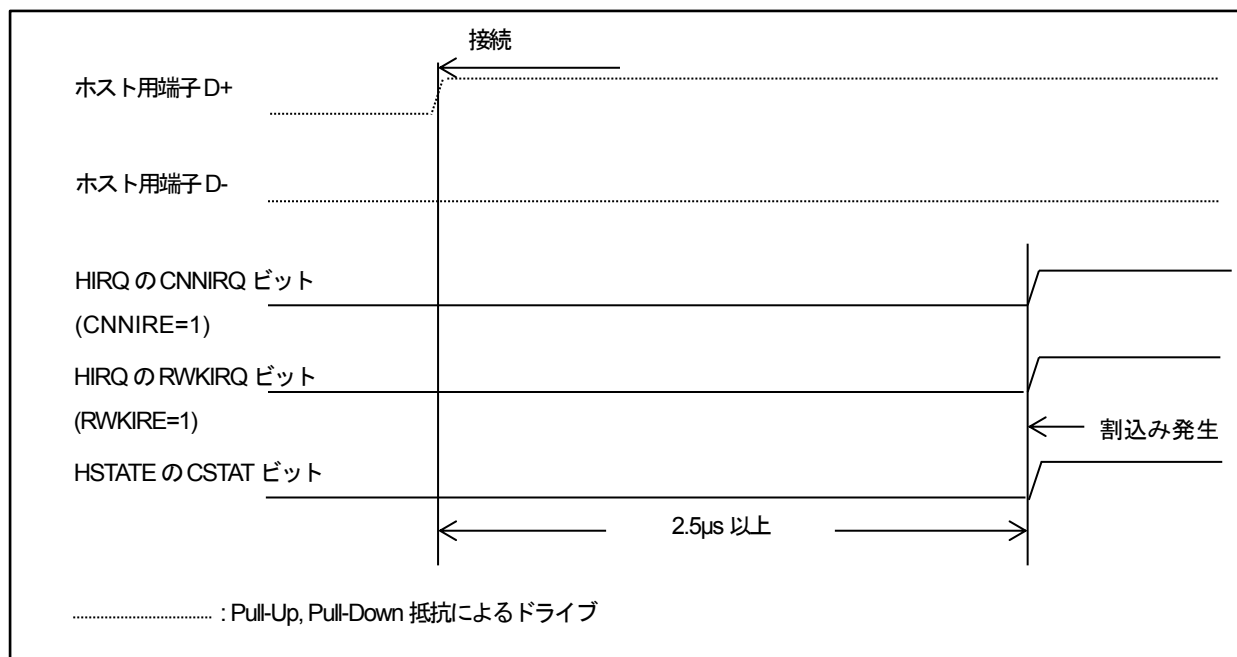 接続
ホスト用端子 D+
ホスト用端子 D-
HIRQ の CNNIRQ ビット
(CNNIRE=1)
HIRQ の RWKIRQ ビット
(RWKIRE=1)
割込み発生
HSTATE の CSTAT ビット
2.5μs 以上
: Pull-Up, Pull-Down 抵抗によるドライブ